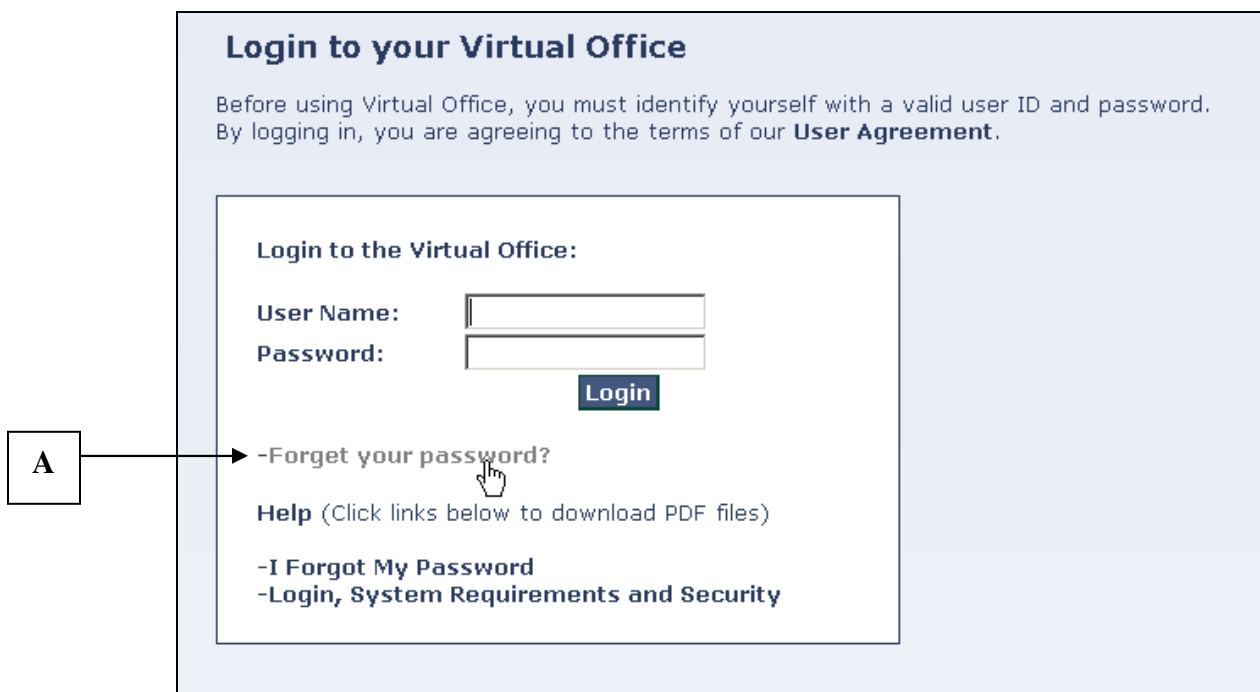 Login to your Virtual Office
Before using Virtual Office, you must identify yourself with a valid user ID and password.
By logging in, you are agreeing to the terms of our User Agreement.
Login to the Virtual Office:
User Name:
Password:
Login
A
-Forget your password?
Help (Click links below to download PDF files)
-I Forgot My Password
-Login, System Requirements and Security